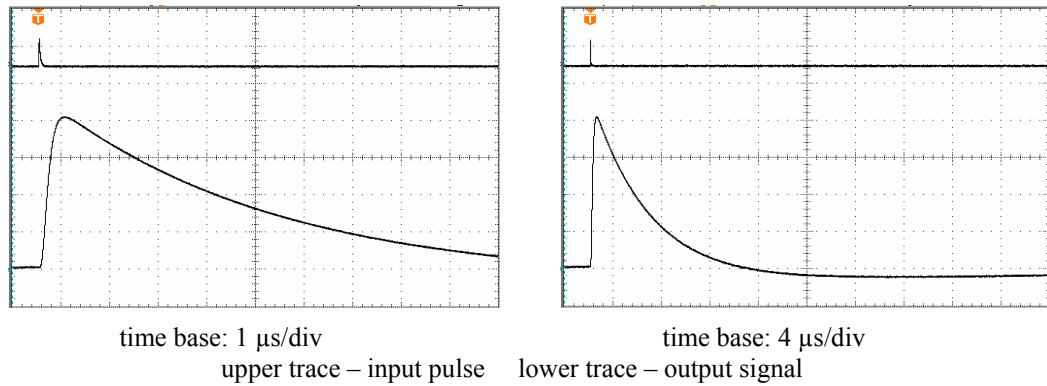 T
T
time base: 1 µs/div
time base: 4 µs/div
upper trace – input pulse lower trace – output signal